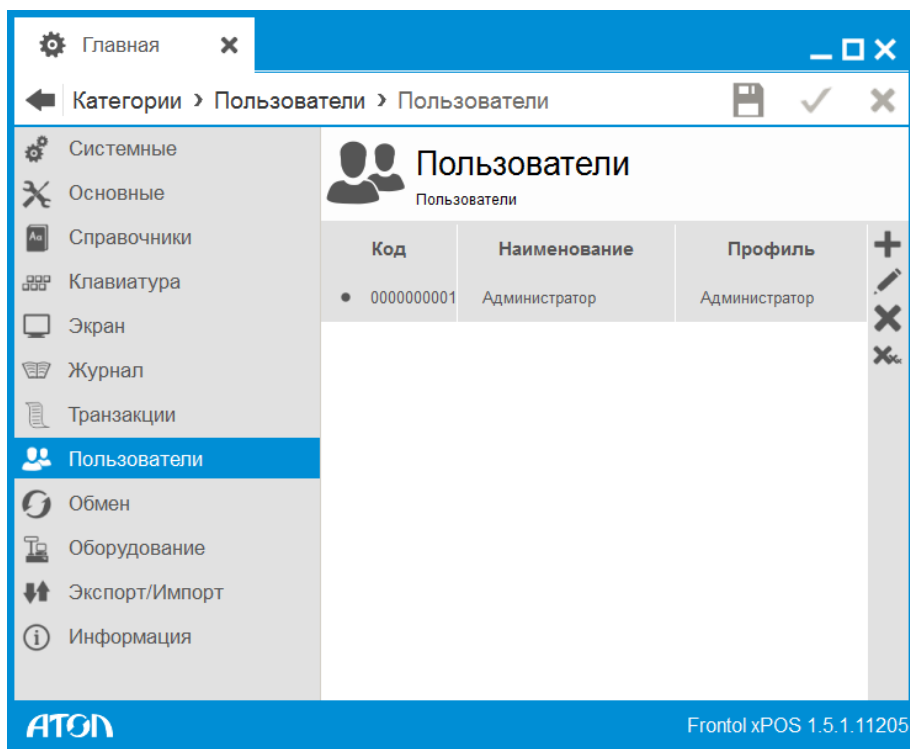 Главная
Категории › Пользователи › Пользователи
Системные
Основные
Справочники
Клавиатура
Экран
Журнал
Транзакции
Пользователи
Обмен
Оборудование
Экспорт/Импорт
Информация
Пользователи
Пользователи
Код Наименование Профиль
0000000001 Администратор Администратор
ATOL Frontol xPOS 1.5.1.11205